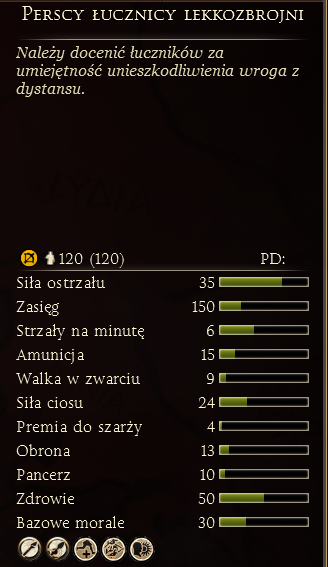 Perscy łucznicy lekkozbrojni
Należy docenić łuczników za
umiejętność unieszkodliwienia wroga z
dystansu.
LYDIA
120 (120) PD:
Siła ostrzału 35
Zasięg 150
Strzały na minutę 6
Amunicja 15
Walka w zwarciu 9
Siła ciosu 24
Premia do szarży 4
Obrona 13
Pancerz 10
Zdrowie 50
Bazowe morale 30